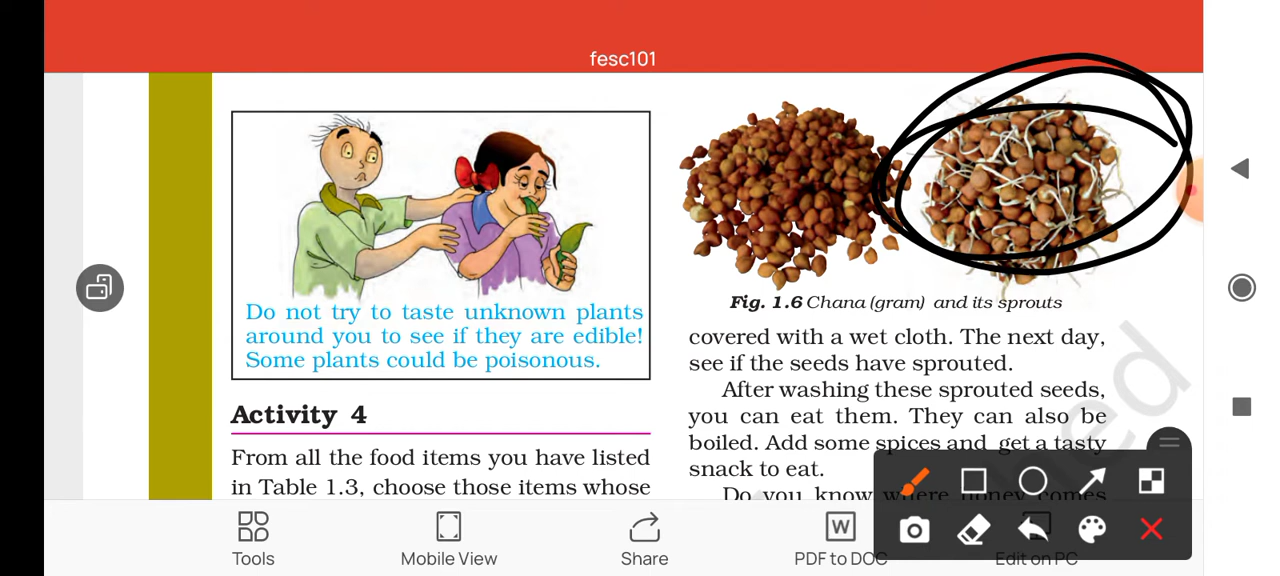 fesc101
Do not try to taste unknown plants
around you to see if they are edible!
Some plants could be poisonous.
Activity 4
From all the food items you have listed
in Table 1.3, choose those items whose
Fig. 1.6 Chana (gram) and its sprouts
covered with a wet cloth. The next day,
see if the seeds have sprouted.
After washing these sprouted seeds,
you can eat them. They can also be
boiled. Add some spices and get a tasty
snack to eat.
Do you know where honey comes
Tools
Mobile View
Share
W
PDF to DOC
Edit on PC